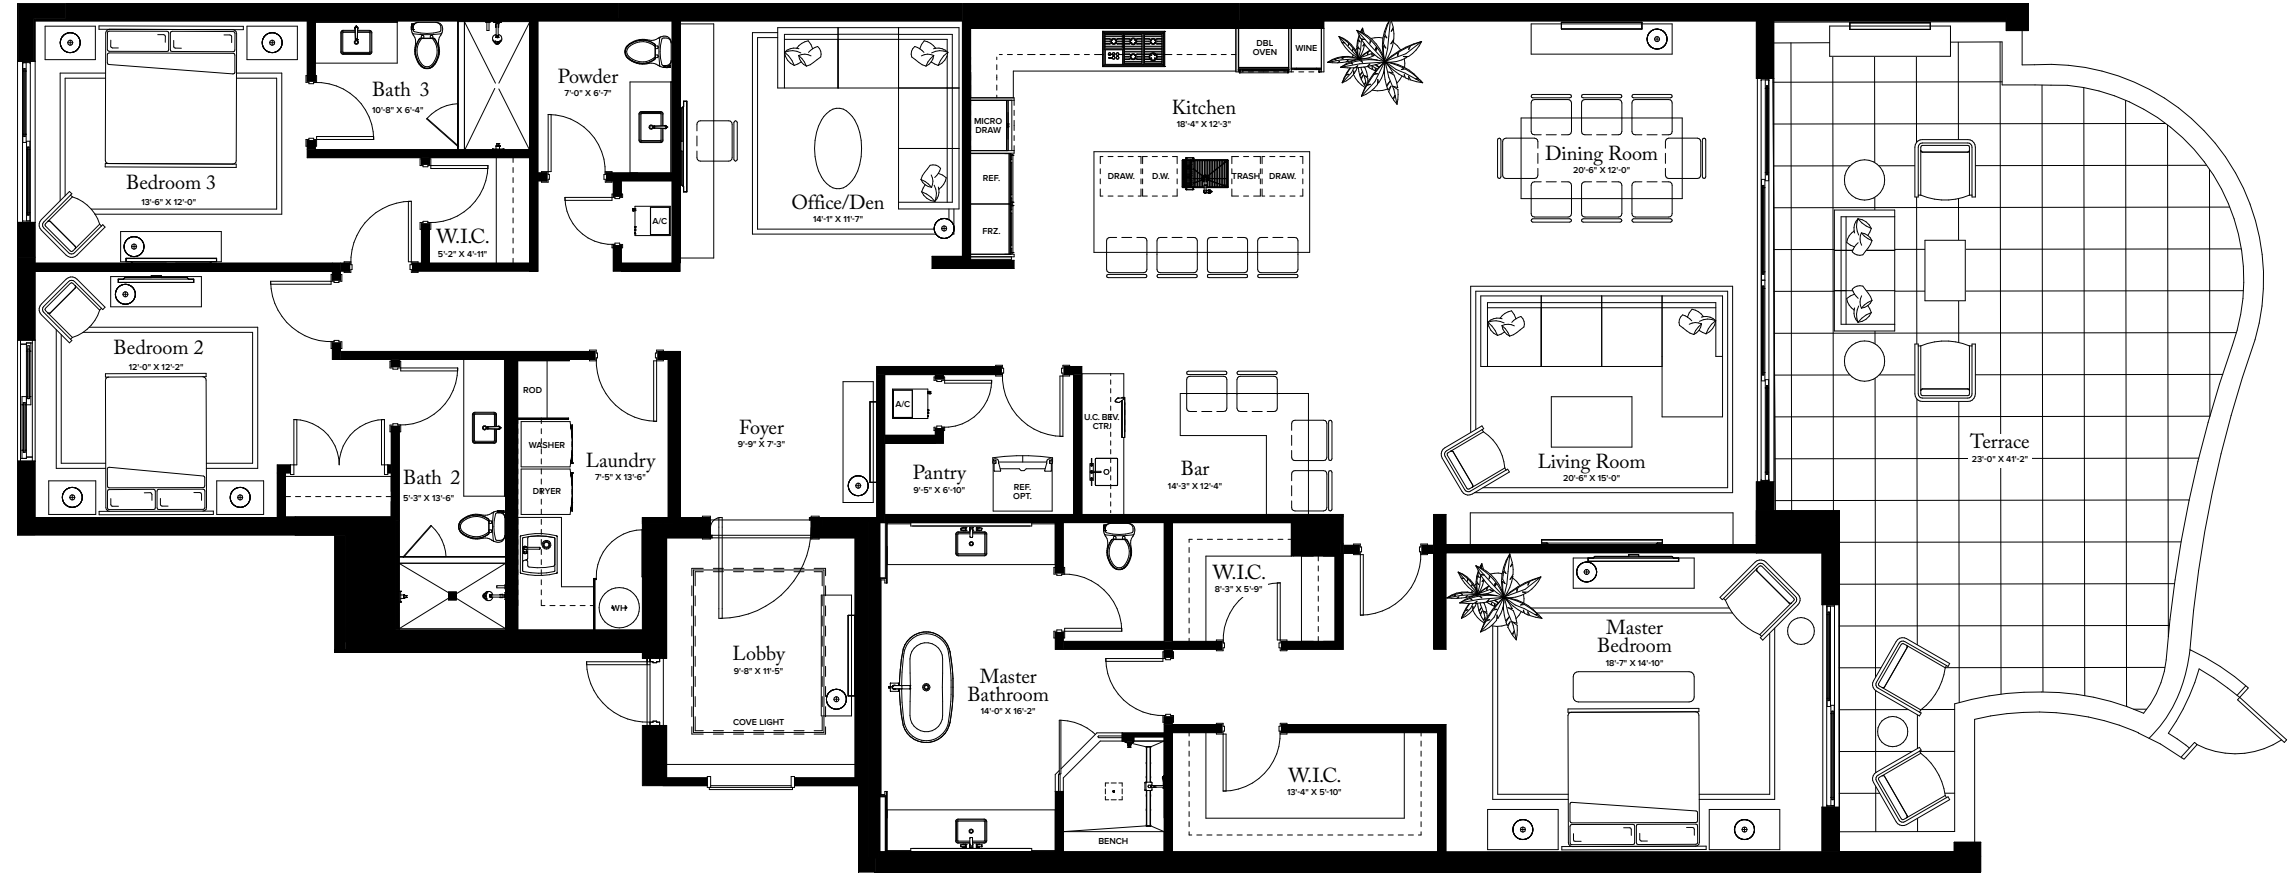 Bath 3
10'-8" X 6'-4"
Powder
7'-0" X 6'-7"
DBL
OVEN
WINE
Kitchen
18'-4" X 12'-3"
MICRO
DRAW
REF.
FRZ.
DRAW.
D.W.
TRASH
DRAW.
Dining Room
20'-6" X 12'-0"
Bedroom 3
13'-6" X 12'-0"
W.I.C.
5'-2" X 4'-11"
A/C
Office/Den
14'-1" X 11'-7"
Bedroom 2
12'-0" X 12'-2"
Bath 2
5'-3" X 13'-6"
ROD
WASHER
DRYER
Laundry
7'-5" X 13'-6"
WH
Foyer
9'-9" X 7'-3"
A/C
Pantry
9'-5" X 6'-10"
REF.
OPT.
U.C. BEV.
CTR.
Bar
14'-3" X 12'-4"
Living Room
20'-6" X 15'-0"
Terrace
23'-0" X 41'-2"
Lobby
9'-8" X 11'-5"
COVE LIGHT
Master
Bathroom
14'-0" X 16'-2"
BENCH
W.I.C.
8'-3" X 5'-9"
W.I.C.
13'-4" X 5'-10"
Master
Bedroom
18'-7" X 14'-10"